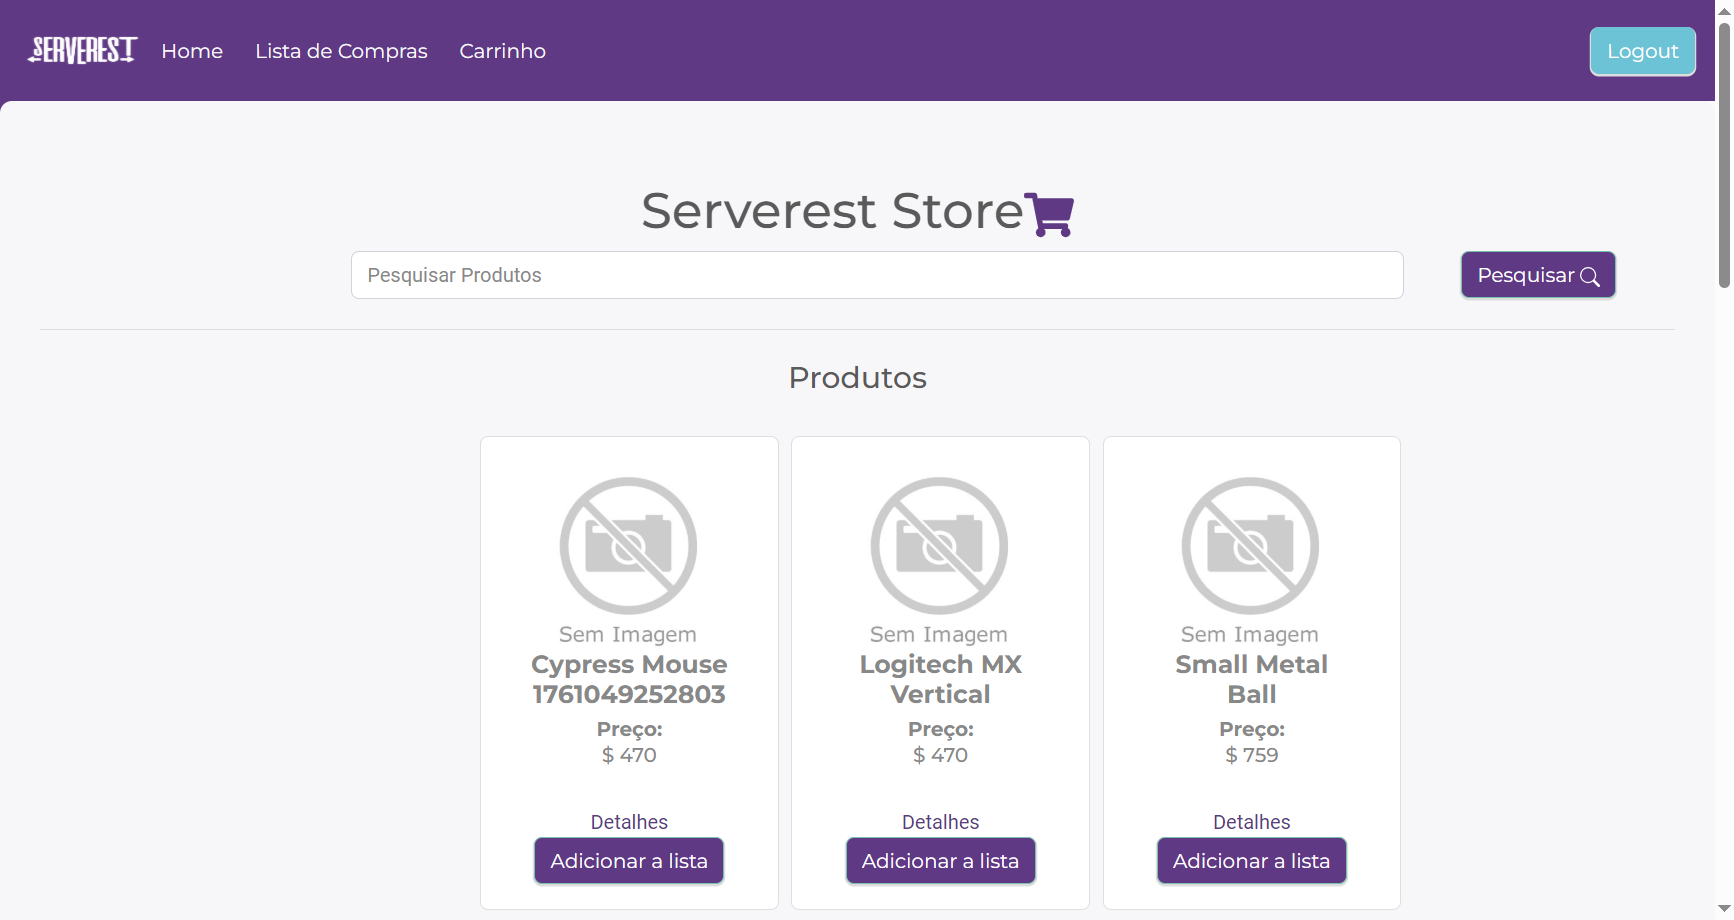 SERVEREST Home Lista de Compras Carrinho Logout
Serverest Store
Pesquisar Produtos Pesquisar
Produtos
Sem Imagem
Cypress Mouse
1761049252803
Preço:
$ 470
Detalhes
Adicionar a lista
Sem Imagem
Logitech MX
Vertical
Preço:
$ 470
Detalhes
Adicionar a lista
Sem Imagem
Small Metal
Ball
Preço:
$ 759
Detalhes
Adicionar a lista